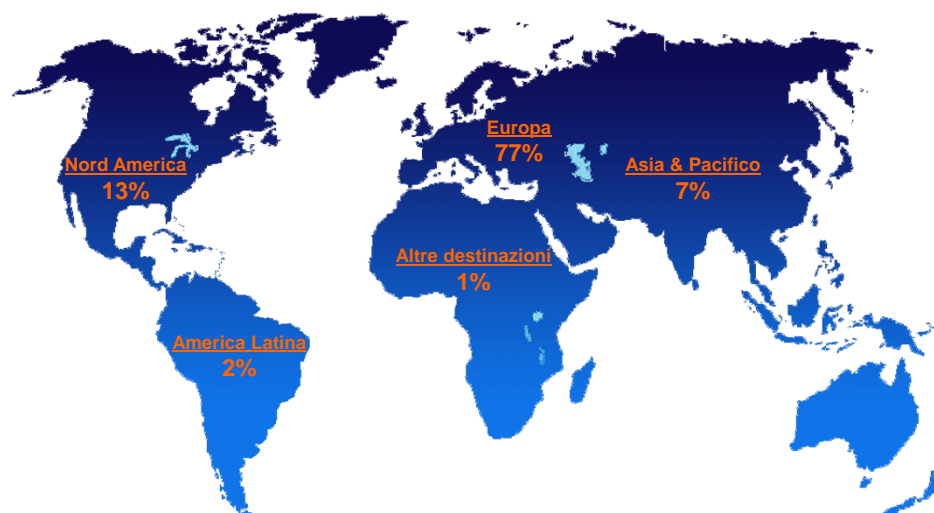 Europa
77%
Nord America
13%
Asia & Pacifico
7%
Altre destinazioni
1%
America Latina
2%